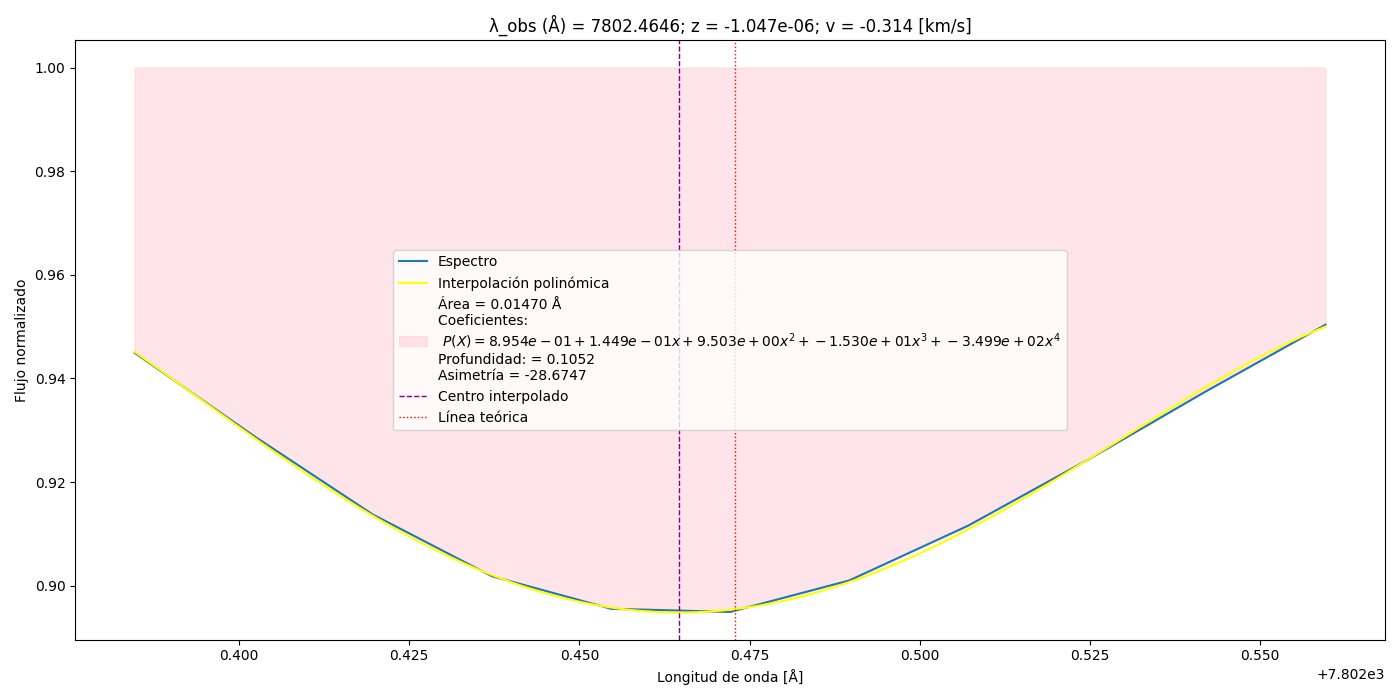 λ_obs (Å) = 7802.4646; z = -1.047e-06; v = -0.314 [km/s]
Flujo normalizado
1.00
0.98
0.96
0.94
0.92
0.90
Espectro
Interpolación polinómica
Área = 0.01470 Å
Coeficientes:
P(X) = 8.954e − 01 + 1.449e − 01x + 9.503e + 00x² + −1.530e + 01x³ + −3.499e + 02x⁴
Profundidad: = 0.1052
Asimetría = -28.6747
Centro interpolado
Línea teórica
0.400 0.425 0.450 0.475 0.500 0.525 0.550
+7.802e3
Longitud de onda [Å]